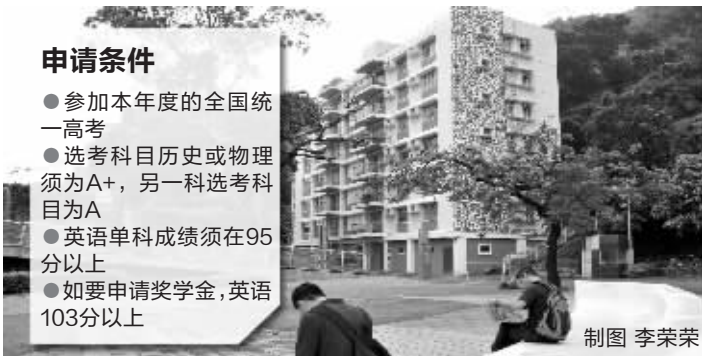 申请条件
●参加本年度的全国统
一高考
●选考科目历史或物理
须为A+，另一科选考科
目为A
●英语单科成绩须在95
分以上
●如要申请奖学金,英语
103分以上
制图 李荣荣